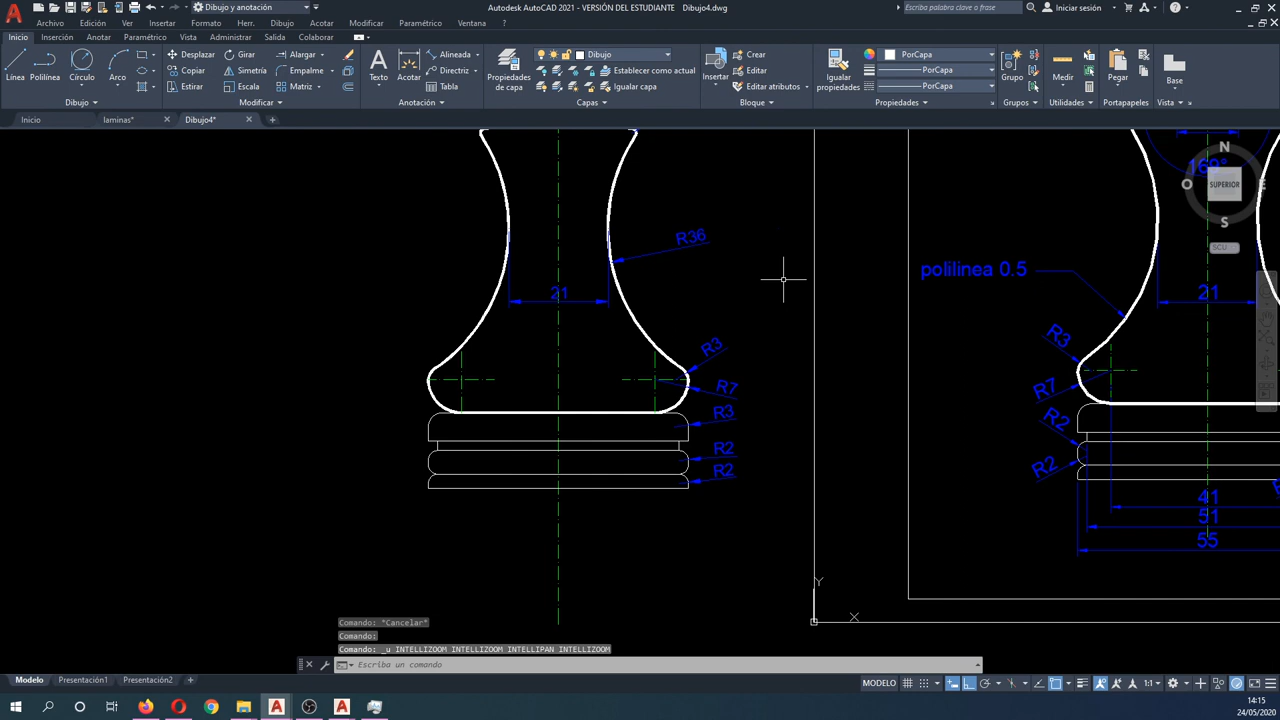 Dibujo y anotación
Autodesk AutoCAD 2021 - VERSIÓN DEL ESTUDIANTE Dibujo4.dwg
Escriba palabra clave o frase
Iniciar sesión
Archivo Edición Ver Insertar Formato Herr. Dibujo Acotar Modificar Paramétrico Ventana ?
Inicio Inserción Anotar Paramétrico Vista Administrar Salida Colaborar
Desplazar Girar Alargar
Copiar Simetría Empalme
Estirar Escala Matriz
Línea Polilínea Círculo Arco
Texto Acotar
Alineada
Directriz
Tabla
Propiedades
de capa
Dibujo
Establecer como actual
Igualar capa
Insertar
Crear
Editar
Editar atributos
Igualar
propiedades
PorCapa
PorCapa
PorCapa
Grupo
Medir
Pegar
Base
Dibujo Modificar Anotación Capas Bloque Propiedades Grupos Utilidades Portapapeles Vista
Inicio laminas* Dibujo4*
169°
N
O SUPERIOR E
S
SCU
R36
21
R3
R7
R3
R2
R2
polilinea 0.5
21
R3
R7
R2
R2
41
51
55
Y
X
Comando: *Cancelar*
Comando:
Comando: _u INTELLIZOOM INTELLIZOOM INTELLIPAN INTELLIZOOM
Escriba un comando
Modelo Presentación1 Presentación2 +
MODELO
1:1
14:15
24/05/2020